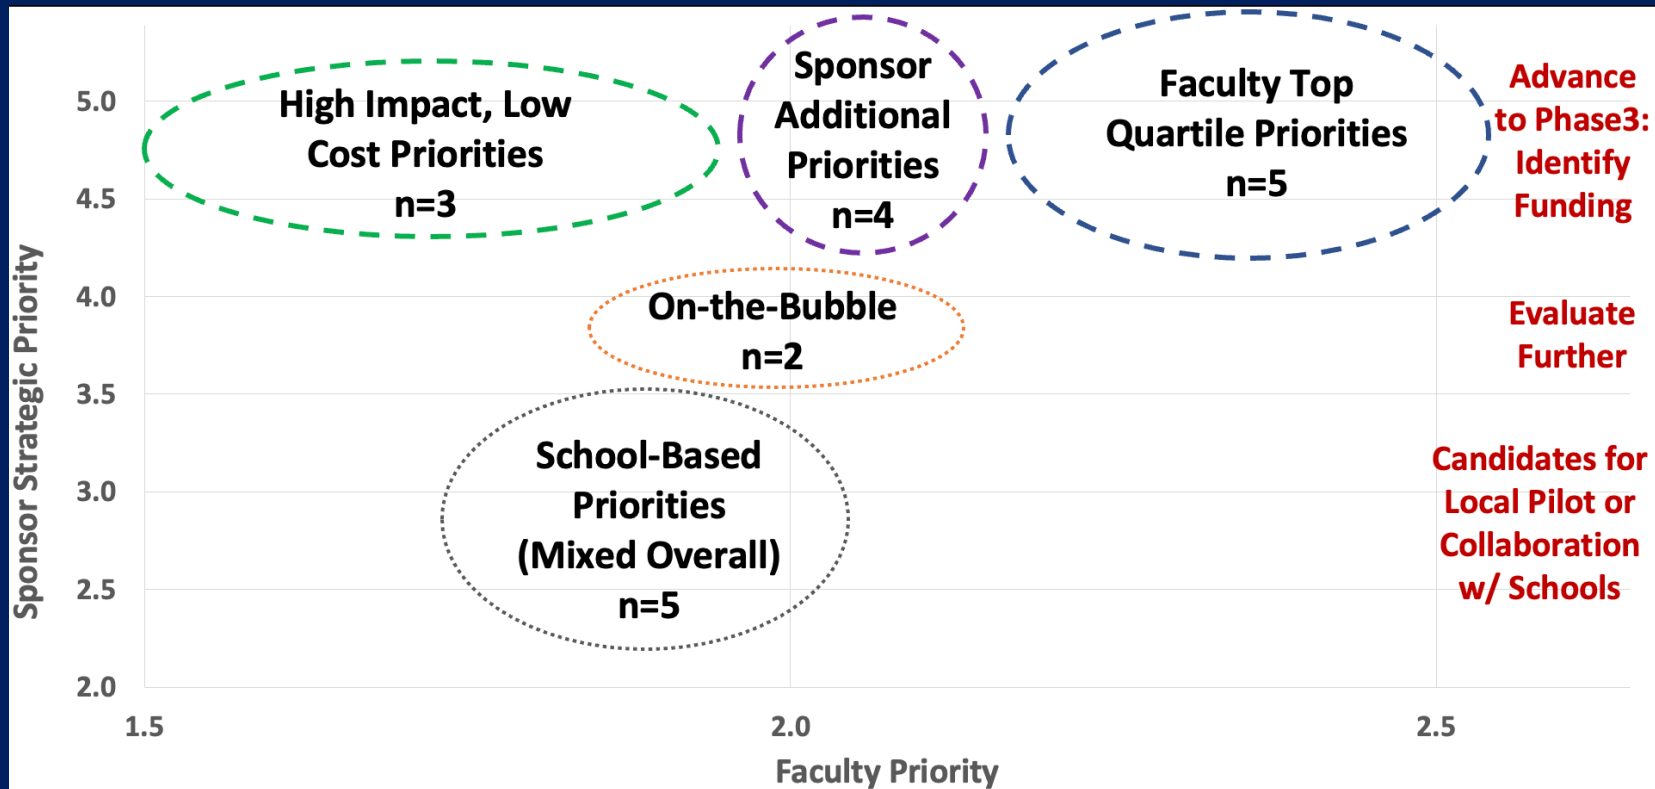 High Impact, Low
Cost Priorities
n=3
Sponsor
Additional
Priorities
n=4
Faculty Top
Quartile Priorities
n=5
Advance
to Phase3:
Identify
Funding
On-the-Bubble
n=2
Evaluate
Further
School-Based
Priorities
(Mixed Overall)
n=5
Candidates for
Local Pilot or
Collaboration
w/ Schools
Sponsor Strategic Priority
5.0
4.5
4.0
3.5
3.0
2.5
2.0
1.5
2.0
2.5
Faculty Priority